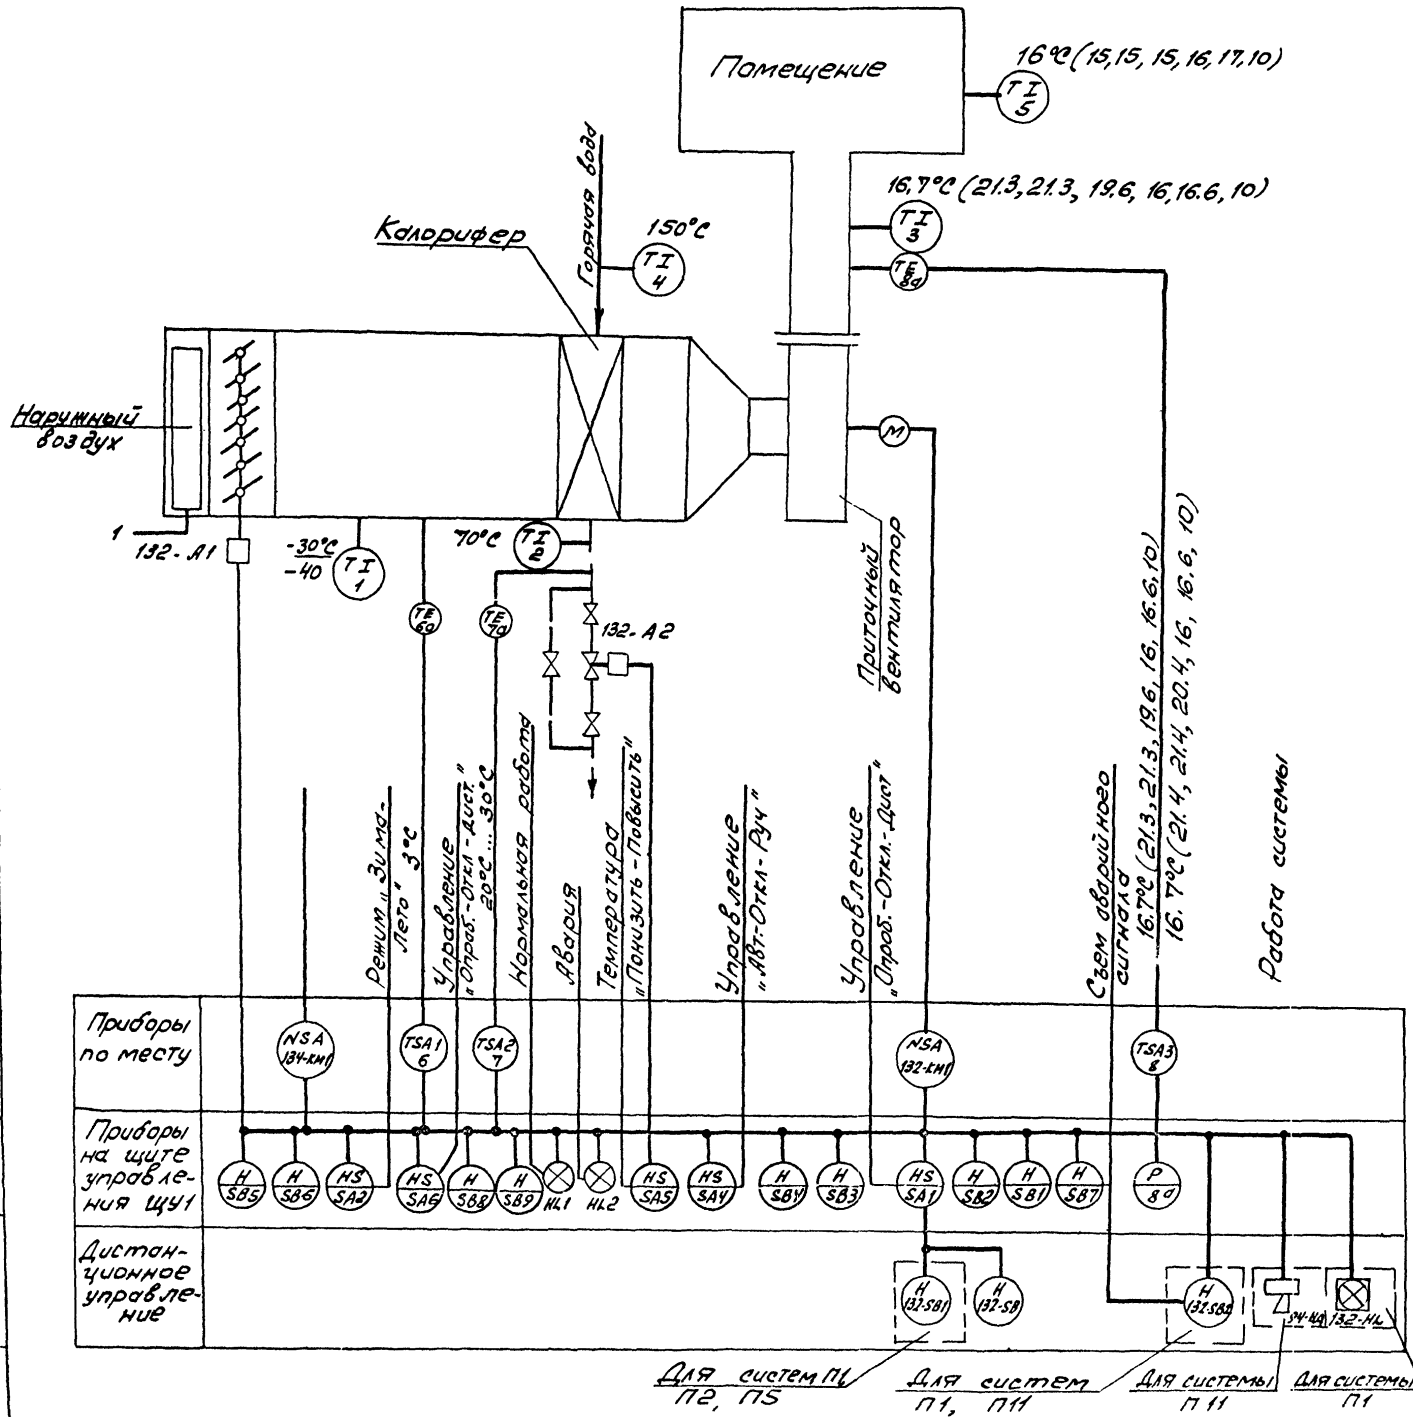 Помещение
16°С (15,15, 15, 16, 17,10)
TI
5
16,7°С (21.3,21.3, 19.6, 16,16.6, 10)
TI
3
TE
8а
Горячая вода
150°С
TI
4
Калорифер
Наружный
воздух
М
1
132-А1
-30°С
-40
TI
1
70°С
TI
2
TE
6а
TE
7а
132-А2
Приточный
вентилятор
Режим „Зима-
Лето"
3°С
Управление
„Опроб.-Откл-дист."
20°С...30°С
Нормальная работа
Авария
Температура
„Понизить-Повысить"
Управление
„Авт.-Откл-Руч"
Управление
„Опроб.-Откл.-Дист"
Съем аварийного
сигнала
16.7°С (21.3, 21.3, 19.6, 16, 16.6, 10)
16.7°С (21.4, 21.4, 20.4, 16, 16.6, 10)
Работа системы
Приборы
по месту
NSA
134-КМ1
TSA1
6
TSA2
7
NSA
132-КМ1
TSA3
8
Приборы
на щите
управле-
ния ЩУ1
H
SB5
H
SB6
HS
SA2
HS
SA6
H
SB8
H
SB9
HL1
HL2
HS
SA5
HS
SA4
H
SB4
H
SB3
HS
SA1
H
SB2
H
SB1
H
SB7
P
8а
Дистан-
ционное
управле-
ние
H
132-SB1
H
132-SB
H
132-SB2
132-HL
Для систем П1,
П2, П5
Для систем
П1, П11
Для системы
П11
Для системы
П1